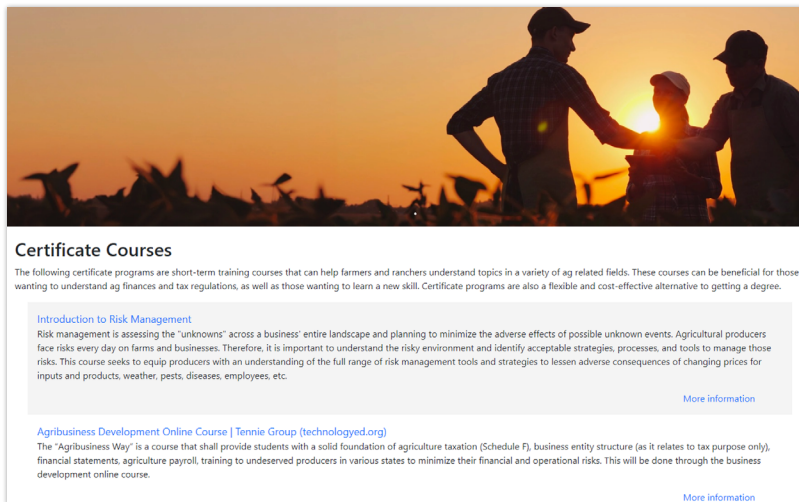 Certificate Courses
The following certificate programs are short-term training courses that can help farmers and ranchers understand topics in a variety of ag related fields. These courses can be beneficial for those
wanting to understand ag finances and tax regulations, as well as those wanting to learn a new skill. Certificate programs are also a flexible and cost-effective alternative to getting a degree.
Introduction to Risk Management
Risk management is assessing the "unknowns" across a business' entire landscape and planning to minimize the adverse effects of possible unknown events. Agricultural producers
face risks every day on farms and businesses. Therefore, it is important to understand the risky environment and identify acceptable strategies, processes, and tools to manage those
risks. This course seeks to equip producers with an understanding of the full range of risk management tools and strategies to lessen adverse consequences of changing prices for
inputs and products, weather, pests, diseases, employees, etc.
More information
Agribusiness Development Online Course | Tennie Group (technologyed.org)
The "Agribusiness Way" is a course that shall provide students with a solid foundation of agriculture taxation (Schedule F), business entity structure (as it relates to tax purpose only),
financial statements, agriculture payroll, training to undeserved producers in various states to minimize their financial and operational risks. This will be done through the business
development online course.
More information